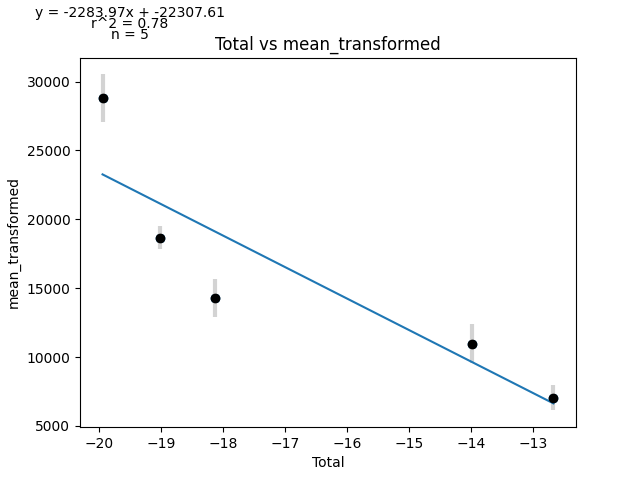 y = -2283.97x + -22307.61
r^2 = 0.78
n = 5
Total vs mean_transformed
30000
25000
20000
15000
10000
5000
mean_transformed
−20
−19
−18
−17
−16
−15
−14
−13
Total